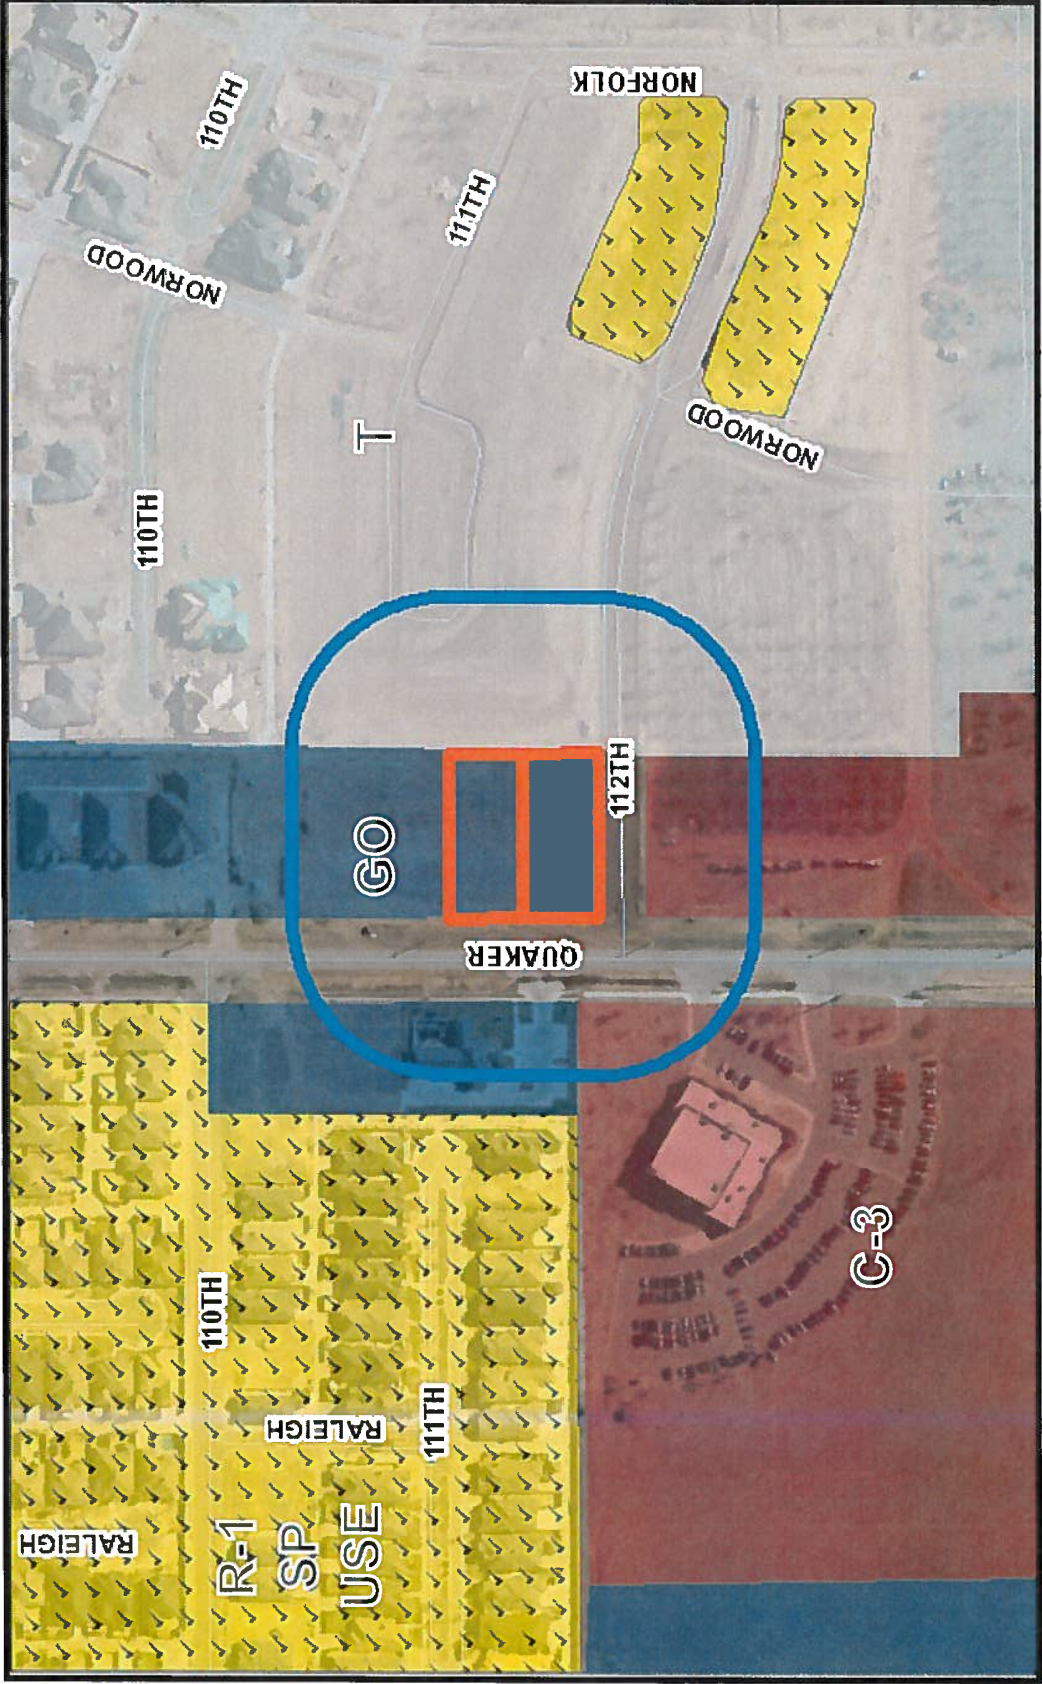 RALEIGH
110TH
NORWOOD
110TH
110TH
R-1
SP
USE
RALEIGH
GO
T
111TH
111TH
QUAKER
112TH
NORFOLK
NORWOOD
C-3